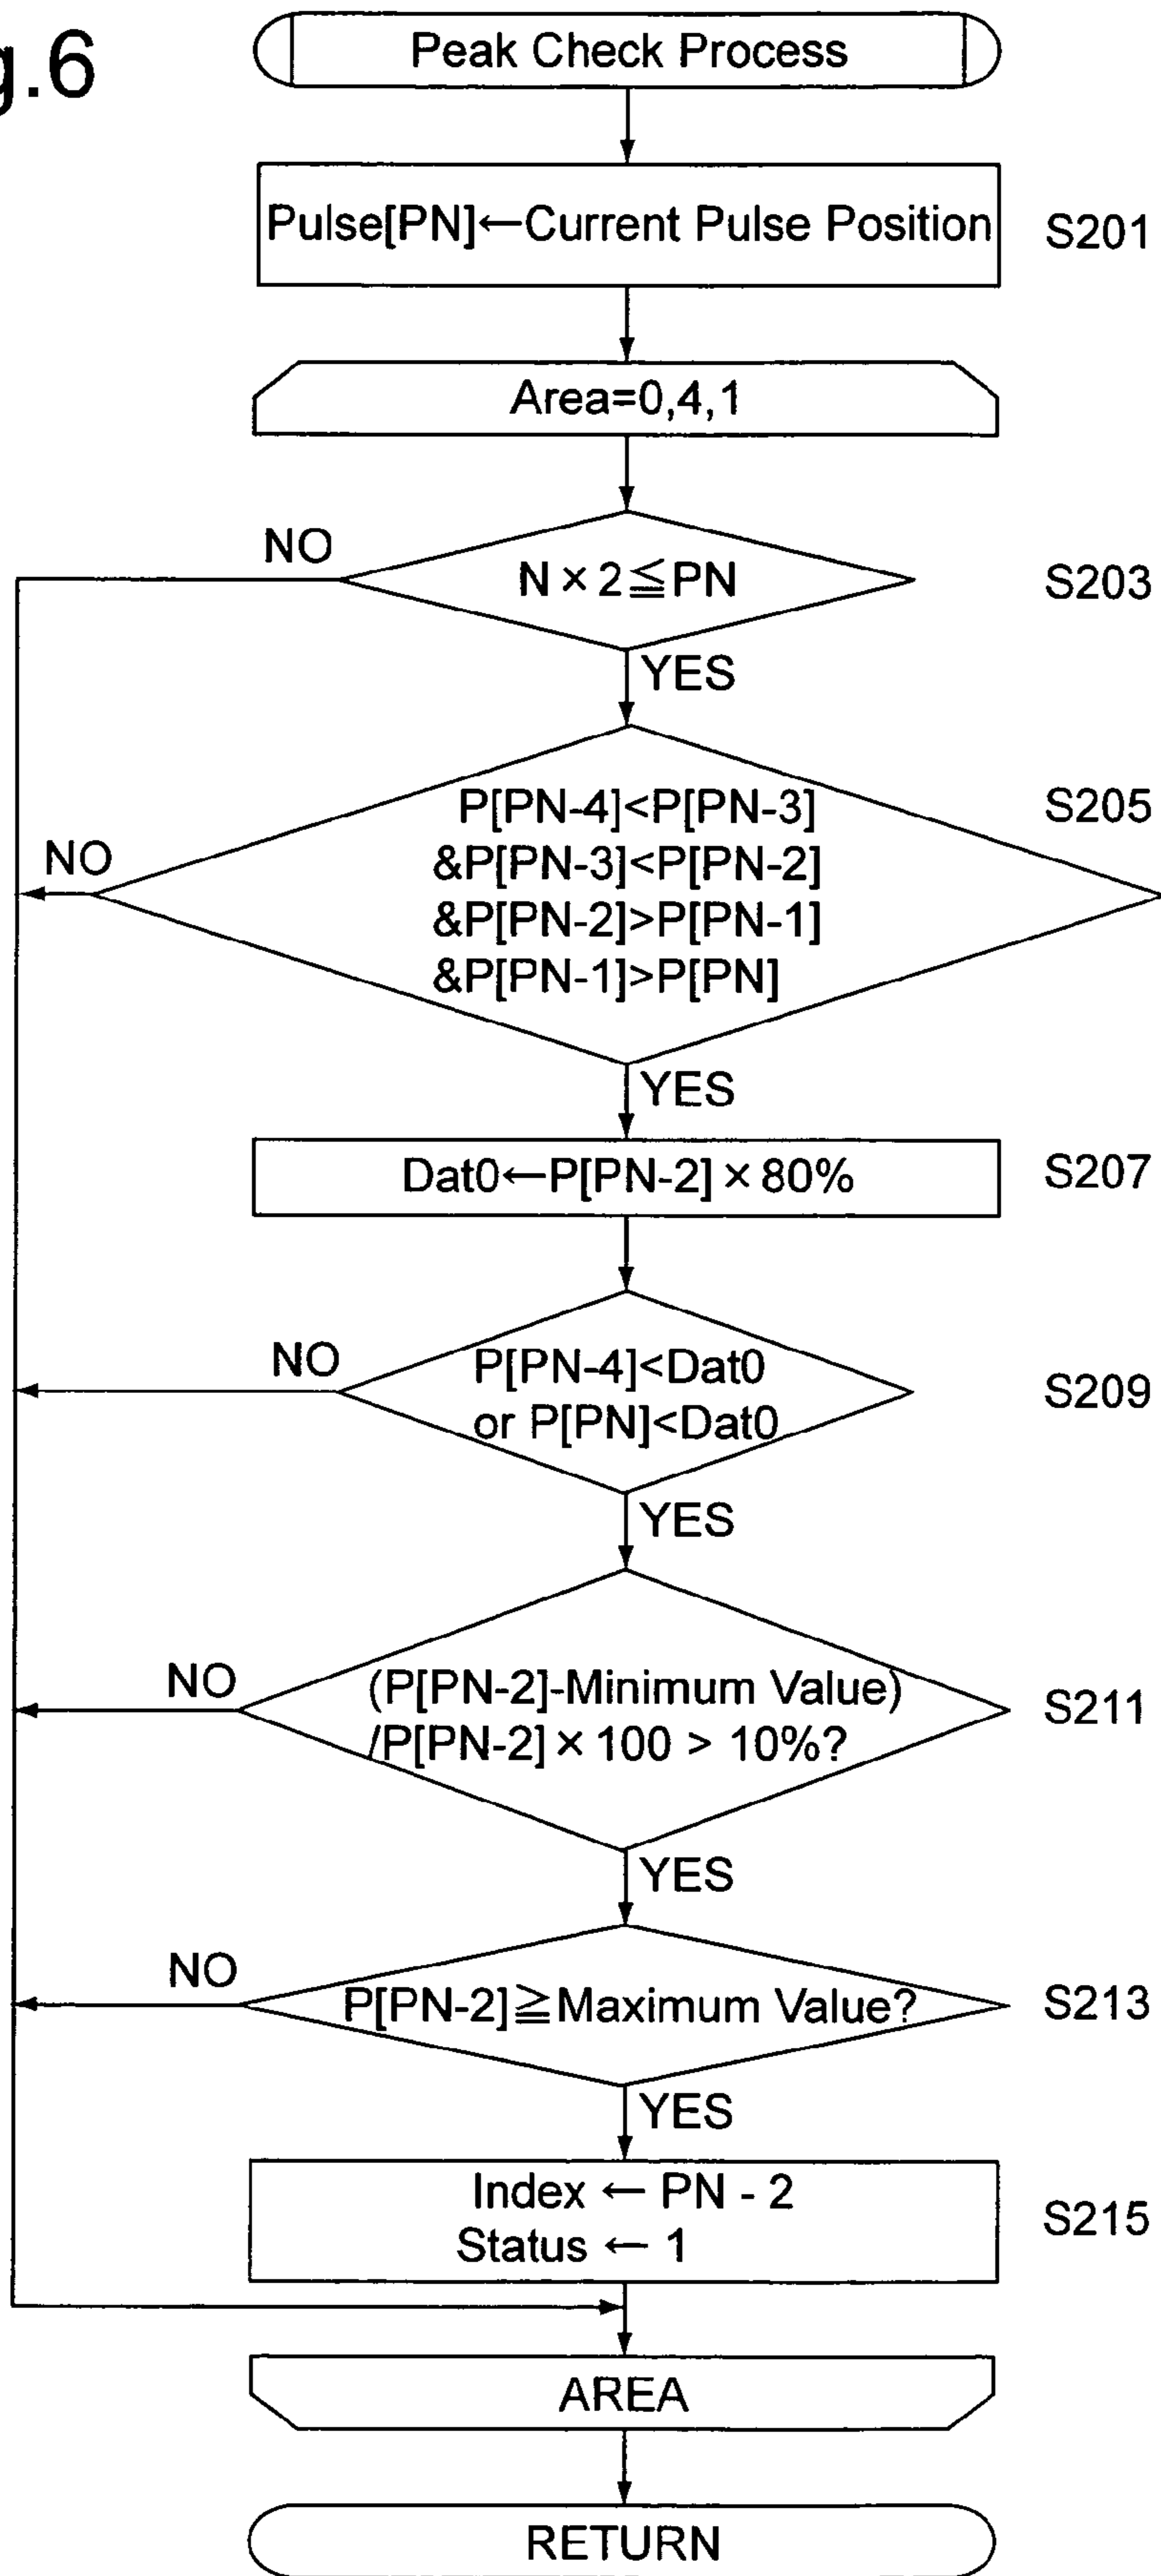 g.6
Peak Check Process
Pulse[PN]←Current Pulse Position
S201
Area=0,4,1
NO
N×2≦PN
S203
YES
P[PN-4]<P[PN-3]
&P[PN-3]<P[PN-2]
&P[PN-2]>P[PN-1]
&P[PN-1]>P[PN]
S205
NO
YES
Dat0←P[PN-2]×80%
S207
NO
P[PN-4]<Dat0
or P[PN]<Dat0
S209
YES
NO
(P[PN-2]-Minimum Value)
/P[PN-2]×100 > 10%?
S211
YES
NO
P[PN-2]≧Maximum Value?
S213
YES
Index ← PN - 2
Status ← 1
S215
AREA
RETURN